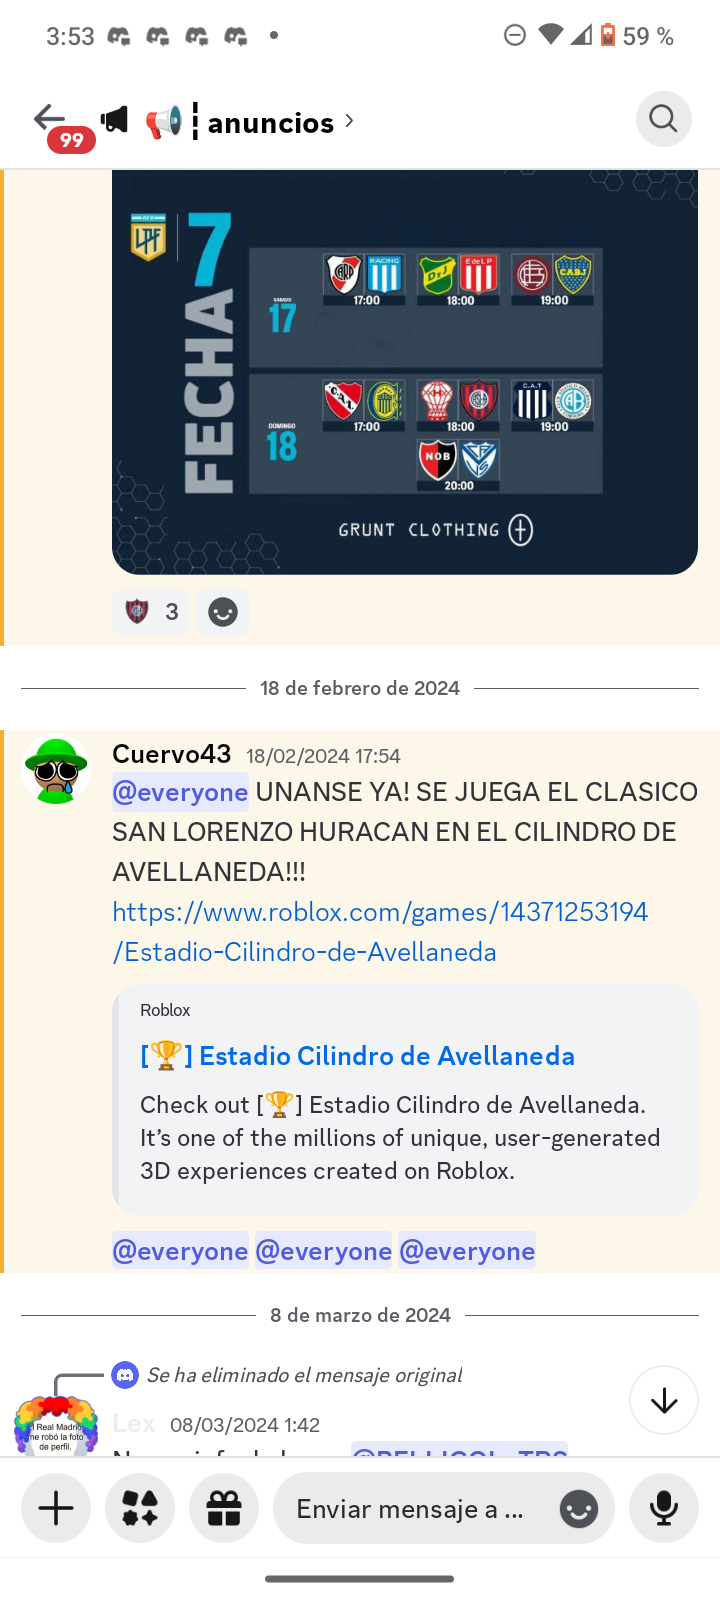 3:53
59 %
99
anuncios
LPF
7
FECHA
SABADO
17
RACING
17:00
DyJ
EdeLP
18:00
CABJ
19:00
DOMINGO
18
C.A.I.
17:00
18:00
C.A.T
19:00
NOB
20:00
GRUNT CLOTHING
3
18 de febrero de 2024
Cuervo43 18/02/2024 17:54
@everyone UNANSE YA! SE JUEGA EL CLASICO
SAN LORENZO HURACAN EN EL CILINDRO DE
AVELLANEDA!!!
https://www.roblox.com/games/14371253194
/Estadio-Cilindro-de-Avellaneda
Roblox
[🏆] Estadio Cilindro de Avellaneda
Check out [🏆] Estadio Cilindro de Avellaneda.
It’s one of the millions of unique, user-generated
3D experiences created on Roblox.
@everyone @everyone @everyone
8 de marzo de 2024
Se ha eliminado el mensaje original
Real Madrid
me robó la foto
de perfil.
Lex 08/03/2024 1:42
Enviar mensaje a ...